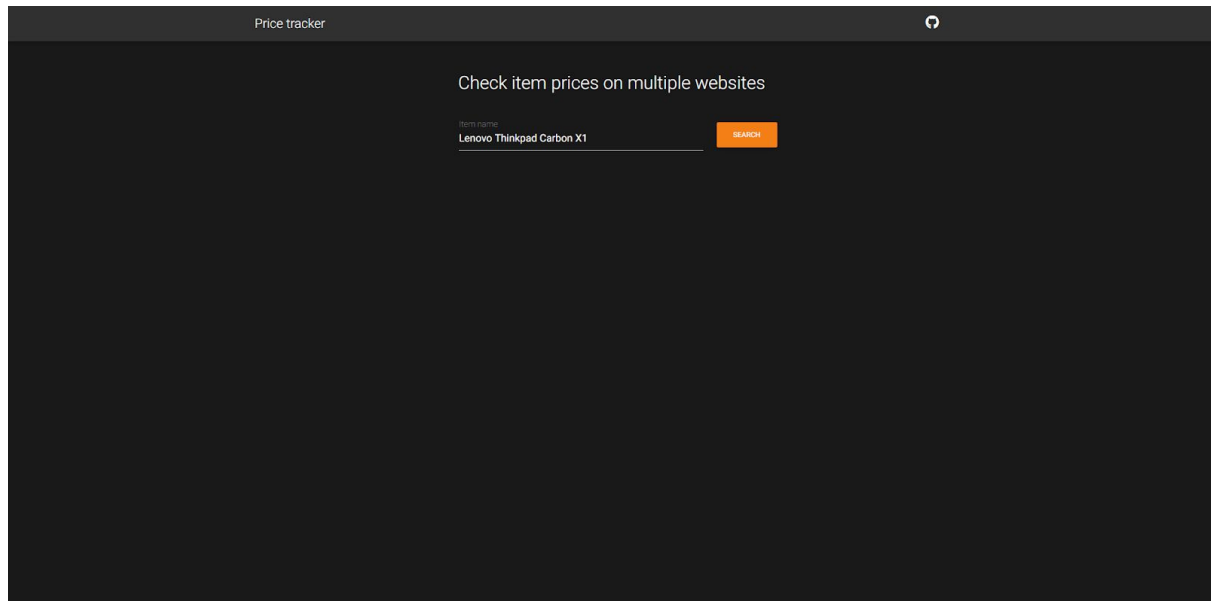 Price tracker
Check item prices on multiple websites
Item name
Lenovo Thinkpad Carbon X1
SEARCH